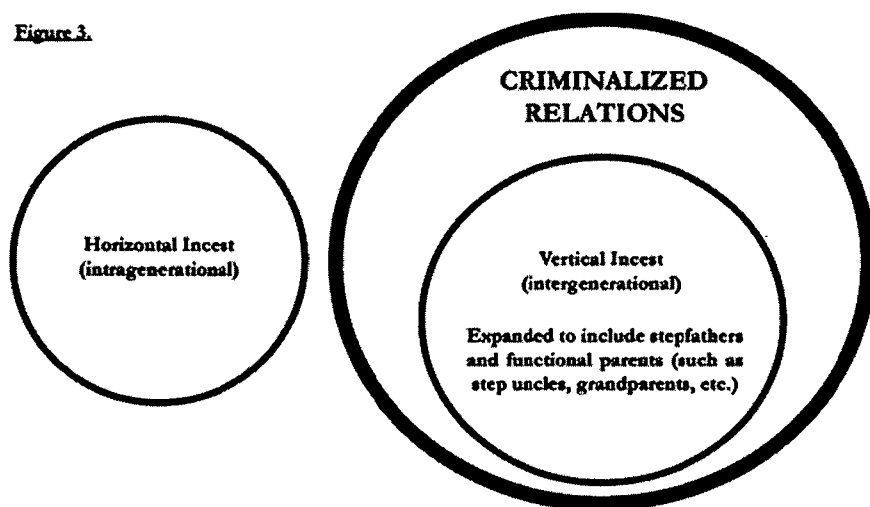 Figure 3.
CRIMINALIZED
RELATIONS
Horizontal Incest
(intragenerational)
Vertical Incest
(intergenerational)
Expanded to include stepfathers
and functional parents (such as
step uncles, grandparents, etc.)